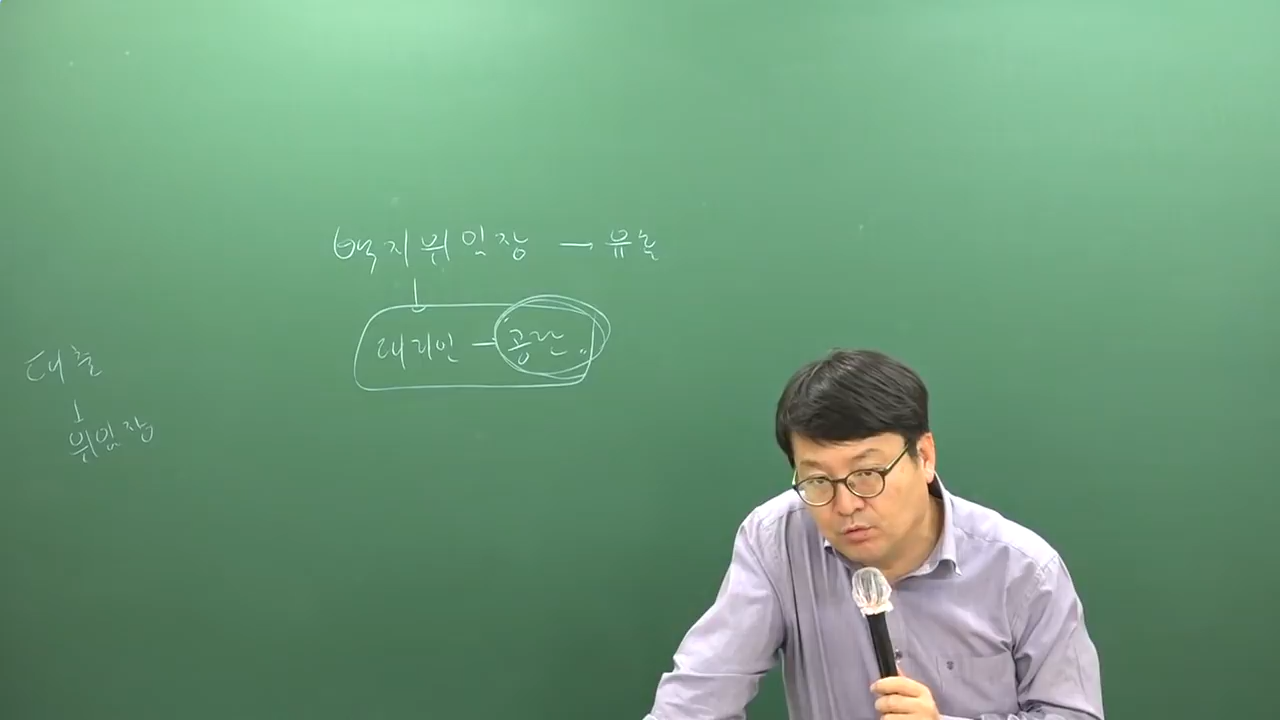 백지위임장 → 유효
대리인 - 공란
대출
위임장